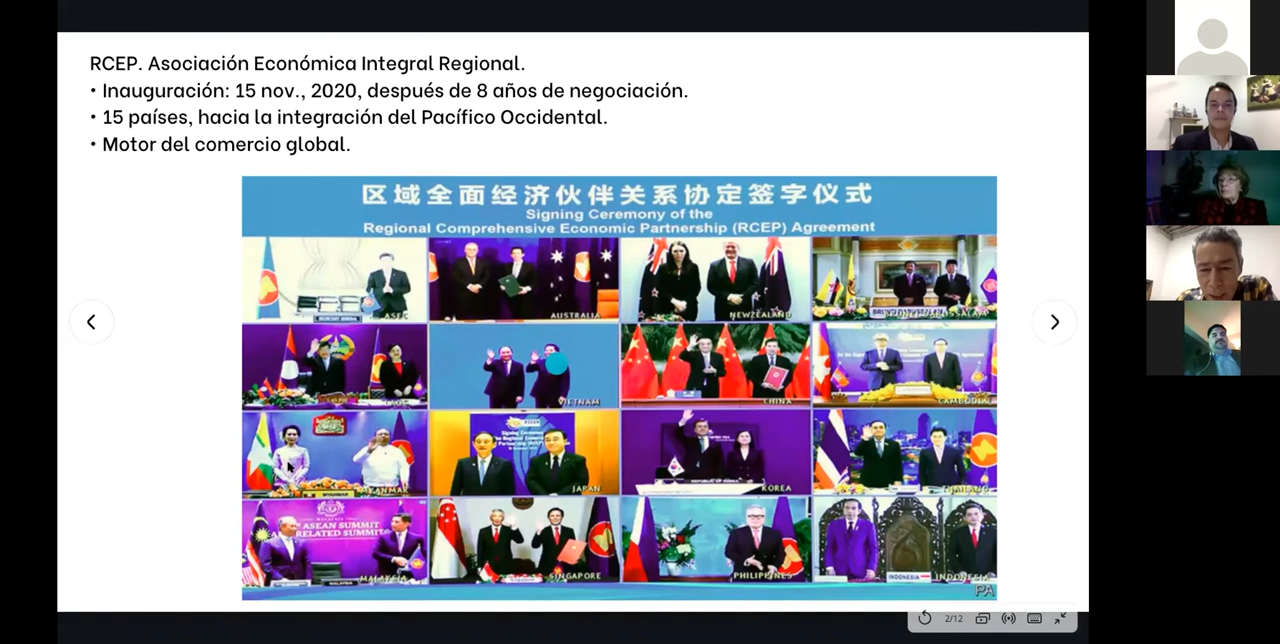 RCEP. Asociación Económica Integral Regional.
• Inauguración: 15 nov., 2020, después de 8 años de negociación.
• 15 países, hacia la integración del Pacífico Occidental.
• Motor del comercio global.
区域全面经济伙伴关系协定签字仪式
Signing Ceremony of the
Regional Comprehensive Economic Partnership (RCEP) Agreement
AUSTRALIA
NEW ZEALAND
VIETNAM
CHINA
CAMBODIA
MYANMAR
JAPAN
KOREA
THAILAND
ASEAN SUMMIT
RELATED SUMMITS
MALAYSIA
SINGAPORE
PHILIPPINES
INDONESIA
INDONESIA
PA
2/12